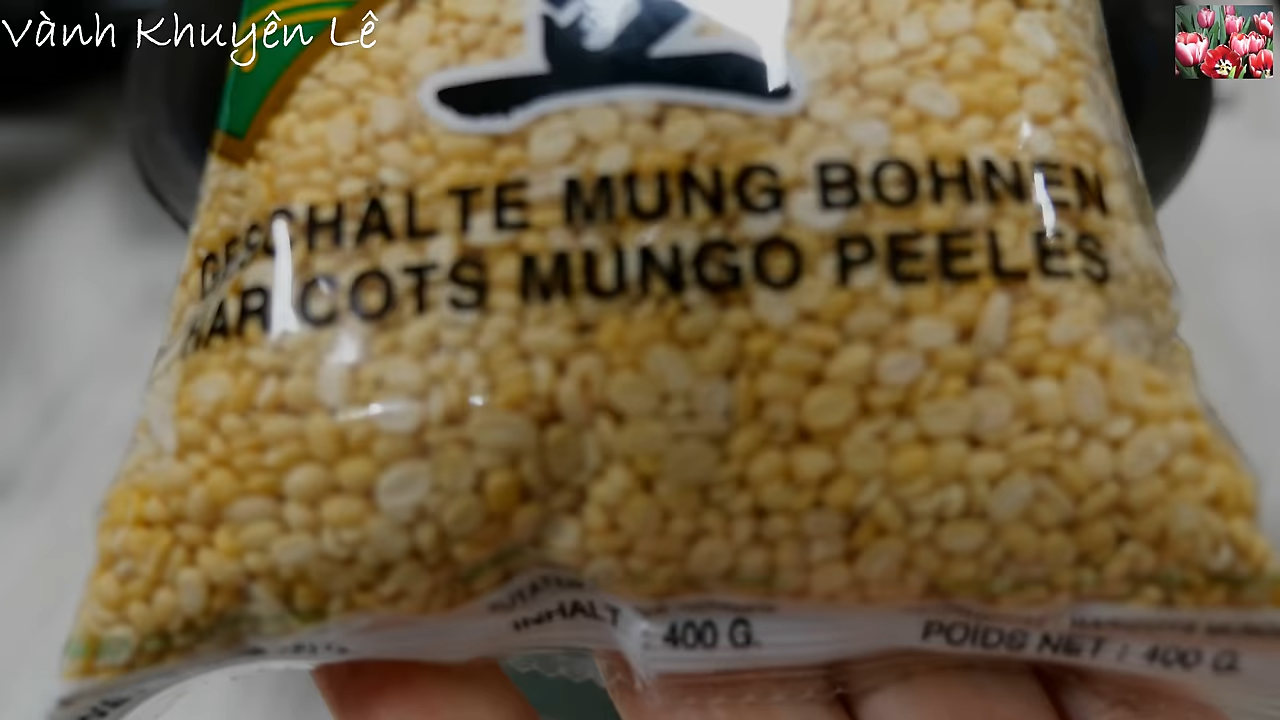 Vành Khuyên Lê
GESCHÄLTE MUNG BOHNEN
HARICOTS MUNGO PEELES
INHALT : 400 G.
POIDS NET : 400 G.